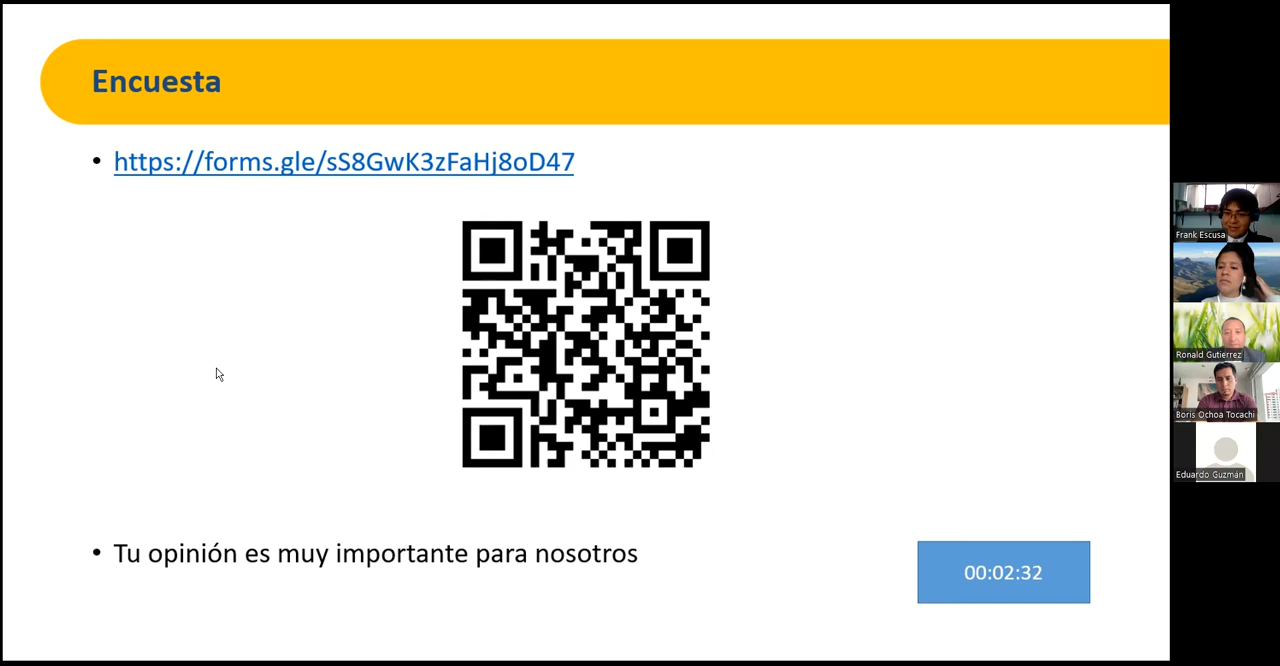 Encuesta
• https://forms.gle/sS8GwK3zFaHj8oD47
• Tu opinión es muy importante para nosotros
00:02:32
Frank Escusa
Ronald Gutierrez
Boris Ochoa Tocachi
Eduardo Guzmán